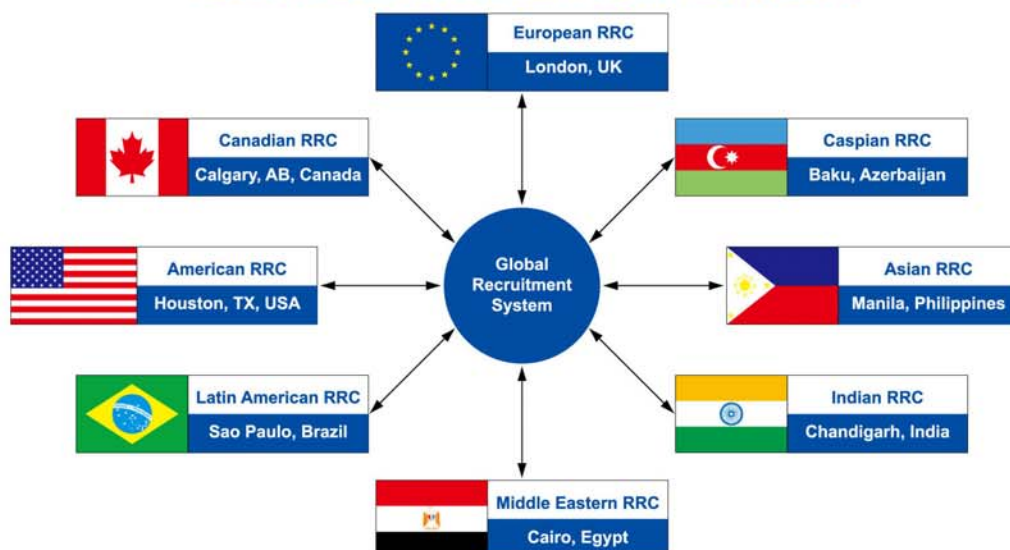 European RRC
London, UK
Canadian RRC
Calgary, AB, Canada
Caspian RRC
Baku, Azerbaijan
American RRC
Houston, TX, USA
Global
Recruitment
System
Asian RRC
Manila, Philippines
Latin American RRC
Sao Paulo, Brazil
Indian RRC
Chandigarh, India
Middle Eastern RRC
Cairo, Egypt